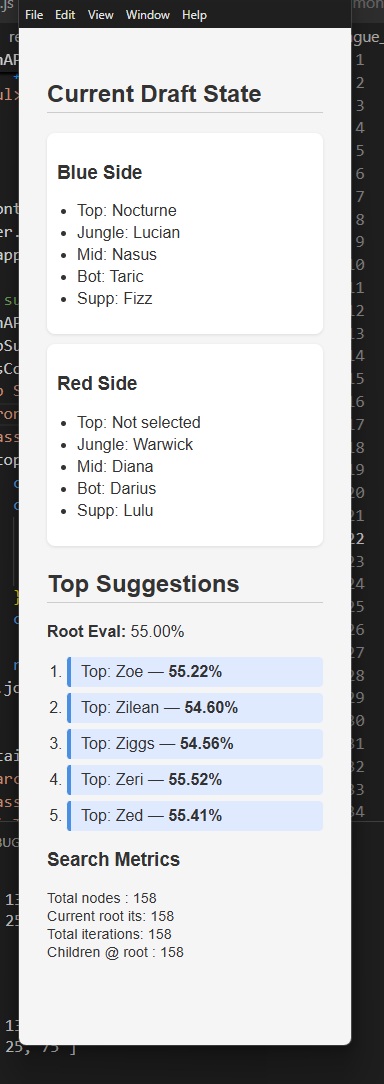 File Edit View Window Help
Current Draft State
Blue Side
Top: Nocturne
Jungle: Lucian
Mid: Nasus
Bot: Taric
Supp: Fizz
Red Side
Top: Not selected
Jungle: Warwick
Mid: Diana
Bot: Darius
Supp: Lulu
Top Suggestions
Root Eval: 55.00%
1. Top: Zoe — 55.22%
2. Top: Zilean — 54.60%
3. Top: Ziggs — 54.56%
4. Top: Zeri — 55.52%
5. Top: Zed — 55.41%
Search Metrics
Total nodes : 158
Current root its: 158
Total iterations: 158
Children @ root : 158